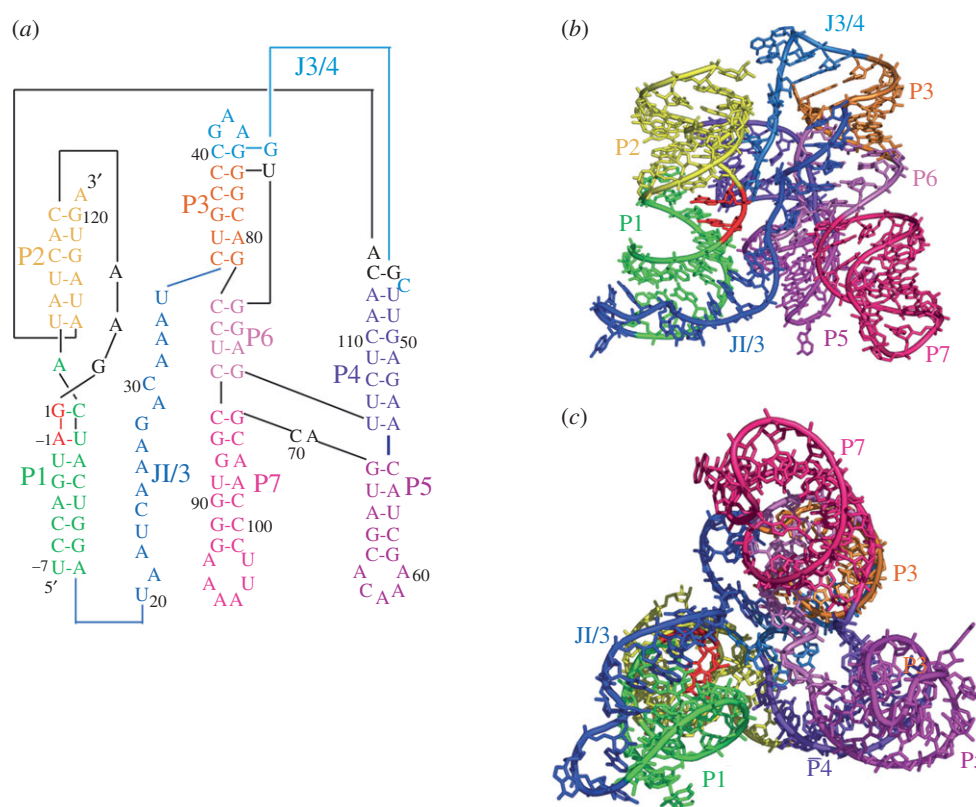 (a)
J3/4
A
G A
40 C A
C - G G
C - G U
P3
G - C
U - A 80
C - G
3′
A
C - G 120
P2
A
A
A
G
A
1 G C
−1 A U
P1
U - A
G - C
A - U
C - G
C - G
−7 U - A
5′
U
A
A
A
30 C
A
G
A
A
A
C
U
A
A
U 20
JI/3
C - G
C - G
P6
U - A
C - G
C - G
P7
90
100
U U
A A
C A
70
A
C G
A U C
A - U
C - G
110 U - A 50
P4
C - G
U - A
U - A
G - C
U - A
P5
C - G
A A 60
C A A
(b)
J3/4
P3
P2
P6
P1
JI/3
P5
P7
(c)
P7
P3
JI/3
P1
P4